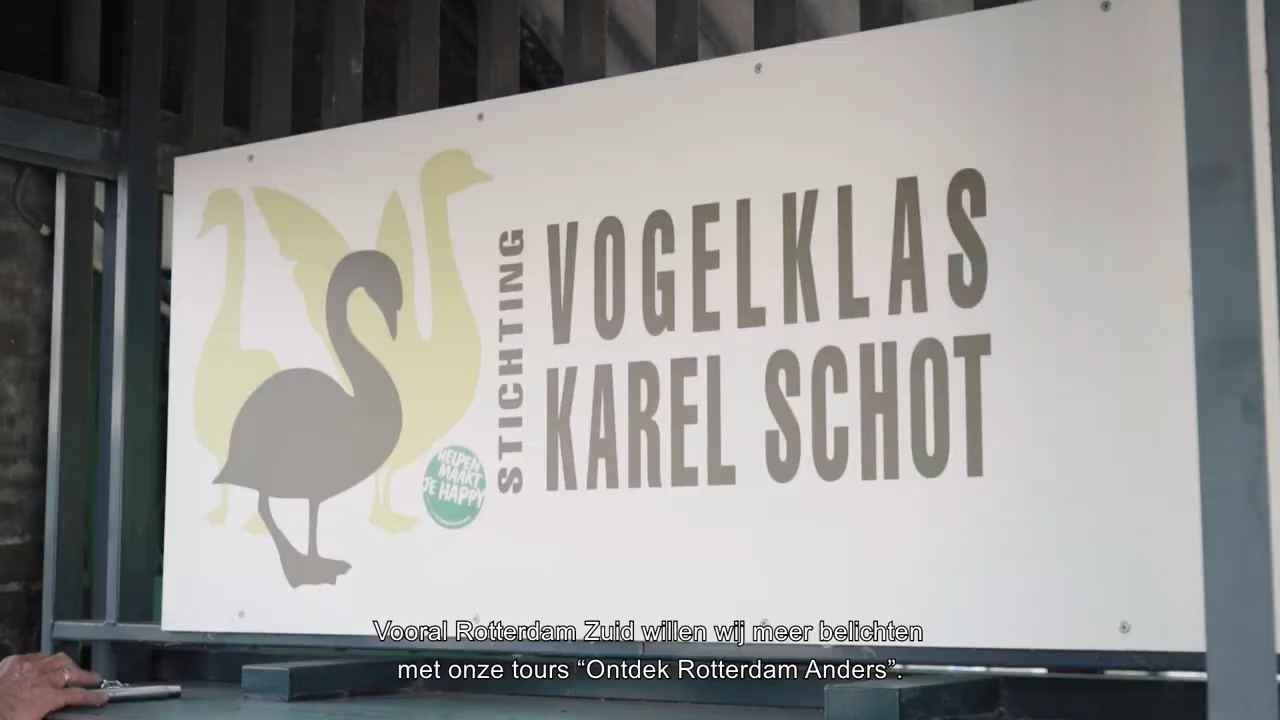 STICHTING
VOGELKLAS
KAREL SCHOT
HELPEN
MAAKT
JE HAPPY
Vooral Rotterdam Zuid willen wij meer belichten
met onze tours “Ontdek Rotterdam Anders”.